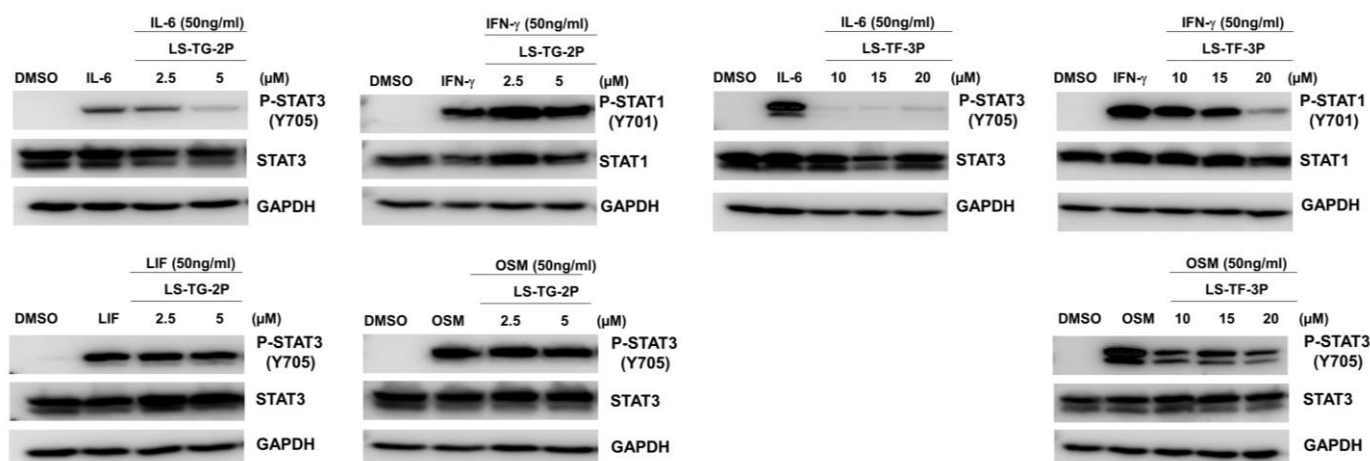 IL-6 (50ng/ml)
LS-TG-2P
DMSO IL-6 2.5 5 (μM)
P-STAT3
(Y705)
STAT3
GAPDH
IFN-γ (50ng/ml)
LS-TG-2P
DMSO IFN-γ 2.5 5 (μM)
P-STAT1
(Y701)
STAT1
GAPDH
IL-6 (50ng/ml)
LS-TF-3P
DMSO IL-6 10 15 20 (μM)
P-STAT3
(Y705)
STAT3
GAPDH
IFN-γ (50ng/ml)
LS-TF-3P
DMSO IFN-γ 10 15 20 (μM)
P-STAT1
(Y701)
STAT1
GAPDH
LIF (50ng/ml)
LS-TG-2P
DMSO LIF 2.5 5 (μM)
P-STAT3
(Y705)
STAT3
GAPDH
OSM (50ng/ml)
LS-TG-2P
DMSO OSM 2.5 5 (μM)
P-STAT3
(Y705)
STAT3
GAPDH
OSM (50ng/ml)
LS-TF-3P
DMSO OSM 10 15 20 (μM)
P-STAT3
(Y705)
STAT3
GAPDH